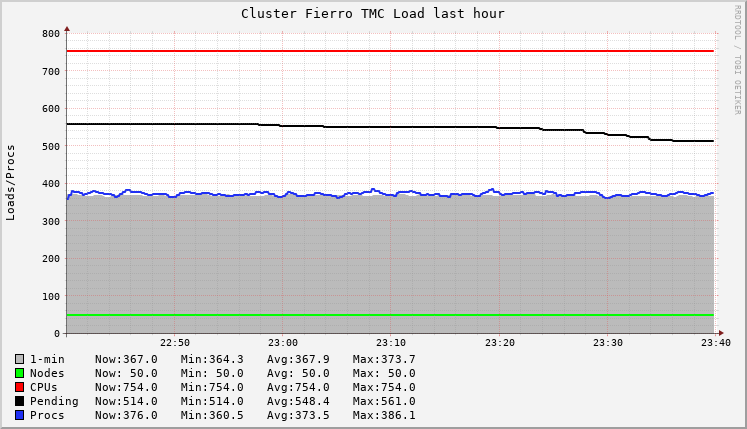 Cluster Fierro TMC Load last hour
RRDTOOL / TOBI OETIKER
Loads/Procs
800
700
600
500
400
300
200
100
0
22:50 23:00 23:10 23:20 23:30 23:40
1-min Now:367.0 Min:364.3 Avg:367.9 Max:373.7
Nodes Now: 50.0 Min: 50.0 Avg: 50.0 Max: 50.0
CPUs Now:754.0 Min:754.0 Avg:754.0 Max:754.0
Pending Now:514.0 Min:514.0 Avg:548.4 Max:561.0
Procs Now:376.0 Min:360.5 Avg:373.5 Max:386.1